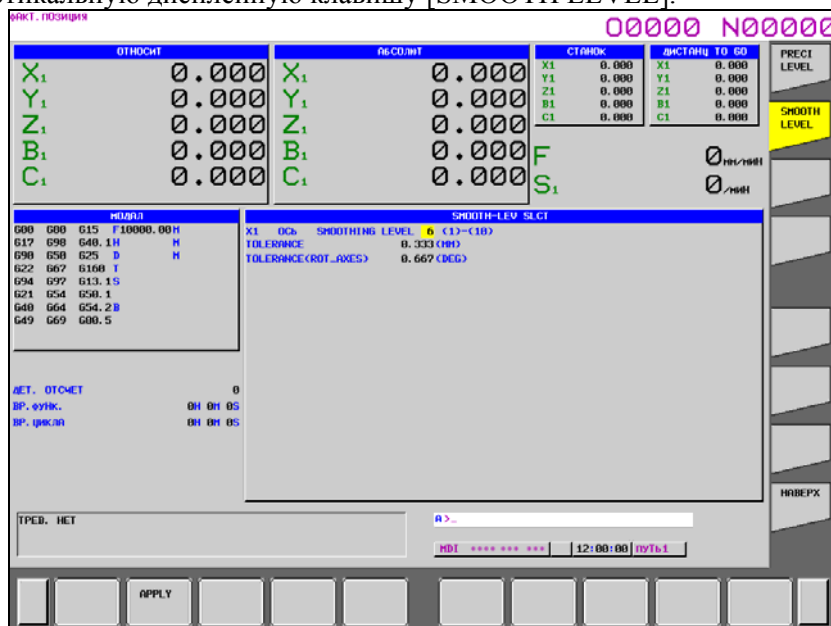 вертикальную дисплейную клавишу [SMOOTH LEVEL].
ФАКТ. ПОЗИЦИЯ
O0000 N00000
ОТНОСИТ
X1 0.000
Y1 0.000
Z1 0.000
B1 0.000
C1 0.000
АБСОЛЮТ
X1 0.000
Y1 0.000
Z1 0.000
B1 0.000
C1 0.000
СТАНОК
X1 0.000
Y1 0.000
Z1 0.000
B1 0.000
C1 0.000
ДИСТАНЦ TO GO
X1 0.000
Y1 0.000
Z1 0.000
B1 0.000
C1 0.000
F 0 ММ/МИН
S1 0 /МИН
PRECI
LEVEL
SMOOTH
LEVEL
НАВЕРХ
МОДАЛ
G00 G80 G15 F10000.00 M
G17 G98 G40.1 H M
G90 G50 G25 D M
G22 G67 G160 T
G94 G97 G13.1 S
G21 G54 G50.1
G40 G64 G54.2 B
G49 G69 G80.5
SMOOTH-LEV SLCT
X1 ОСЬ SMOOTHING LEVEL 6 (1)-(10)
TOLERANCE 0.333(MM)
TOLERANCE(ROT_AXES) 0.667(DEG)
ДЕТ. ОТСЧЕТ 0
ВР.ФУНК. 0H 0M 0S
ВР.ЦИКЛА 0H 0M 0S
ТРЕВ. НЕТ
A>_
MDI **** *** *** 12:00:00 ПУТЬ1
APPLY